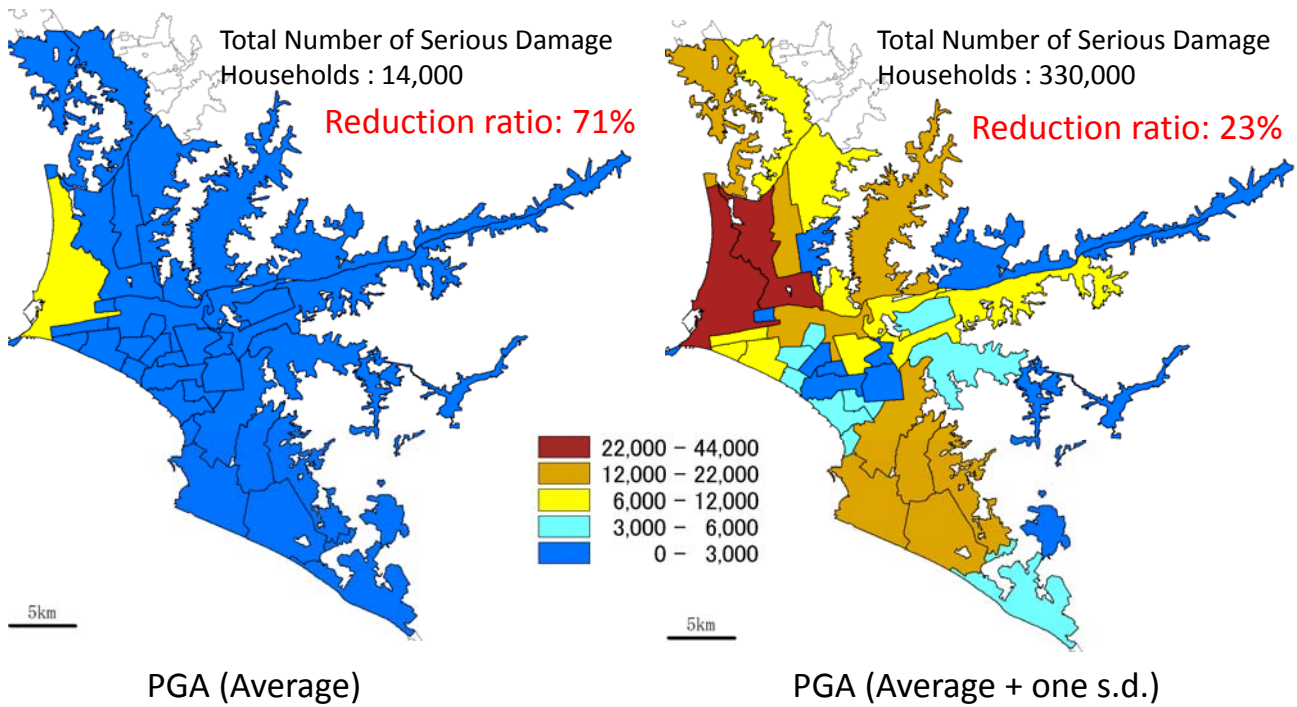 Total Number of Serious Damage
Households : 14,000
Reduction ratio: 71%
Total Number of Serious Damage
Households : 330,000
Reduction ratio: 23%
22,000 – 44,000
12,000 – 22,000
6,000 – 12,000
3,000 – 6,000
0 – 3,000
5km
5km
PGA (Average)
PGA (Average + one s.d.)